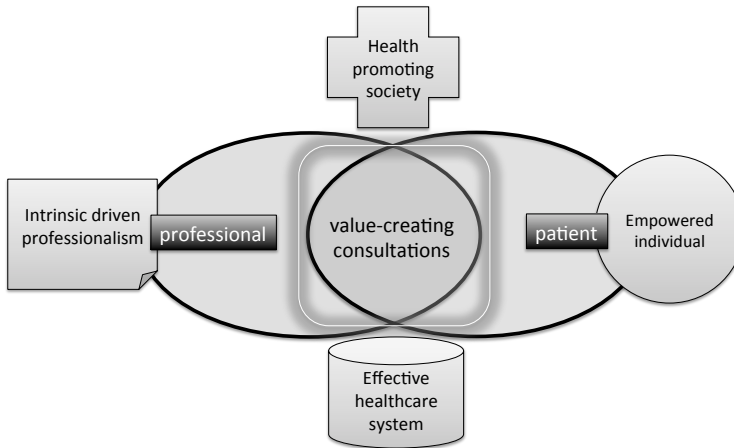 Health
promoting
society
Intrinsic driven
professionalism
professional
value-creating
consultations
patient
Empowered
individual
Effective
healthcare
system